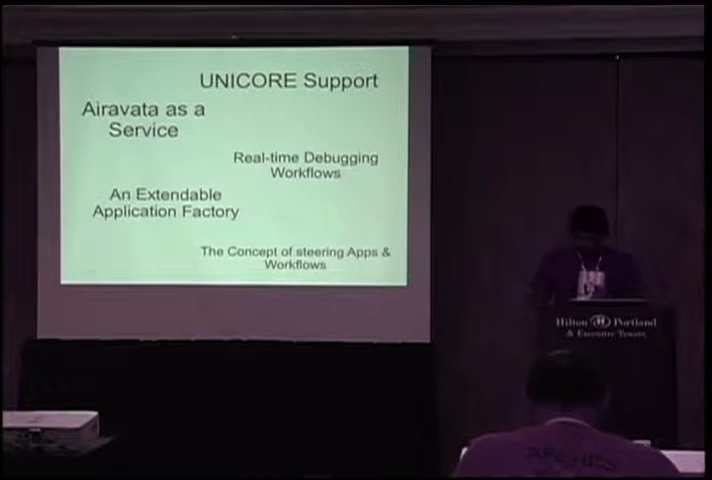 UNICORE Support
Airavata as a
Service
Real-time Debugging
Workflows
An Extendable
Application Factory
The Concept of steering Apps &
Workflows
Hilton Portland
& Executive Tower